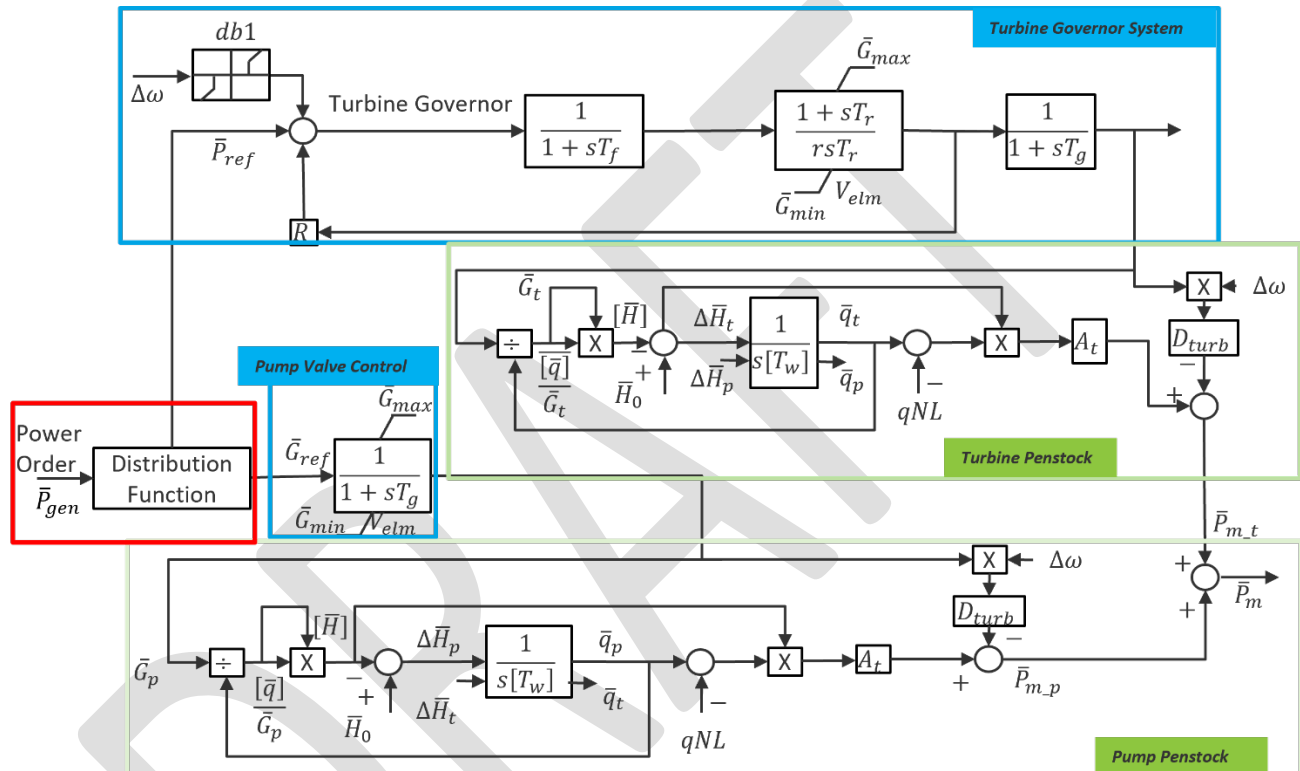 Turbine Governor System
db1
Δω
Ḡmax
Turbine Governor
P̄ref
1
1 + sTf
1 + sTr
rsTr
1
1 + sTg
Ḡmin
Velm
R
Ḡt
[H̄]
ΔH̄t
1
s[Tw]
q̄t
X
Δω
÷
X
X
At
Dturb
[q̄]
Ḡt
H̄0
ΔH̄p
q̄p
qNL
−
+
−
−
+
Turbine Penstock
Pump Valve Control
Ḡmax
Power
Order
P̄gen
Distribution
Function
Ḡref
1
1 + sTg
Ḡmin
Velm
P̄m_t
+
+
P̄m
X
Δω
Dturb
[H̄]
ΔH̄p
1
s[Tw]
q̄p
Ḡp
÷
X
X
At
−
+
P̄m_p
[q̄]
Ḡp
−
+
H̄0
ΔH̄t
q̄t
−
qNL
Pump Penstock
DRAFT